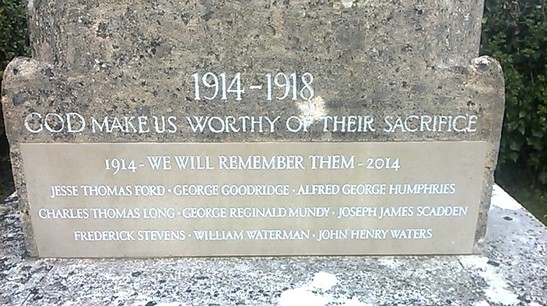 1914-1918
GOD MAKE US WORTHY OF THEIR SACRIFICE
1914 - WE WILL REMEMBER THEM - 2014
JESSE THOMAS FORD · GEORGE GOODRIDGE · ALFRED GEORGE HUMPHRIES
CHARLES THOMAS LONG · GEORGE REGINALD MUNDY · JOSEPH JAMES SCADDEN
FREDERICK STEVENS · WILLIAM WATERMAN · JOHN HENRY WATERS